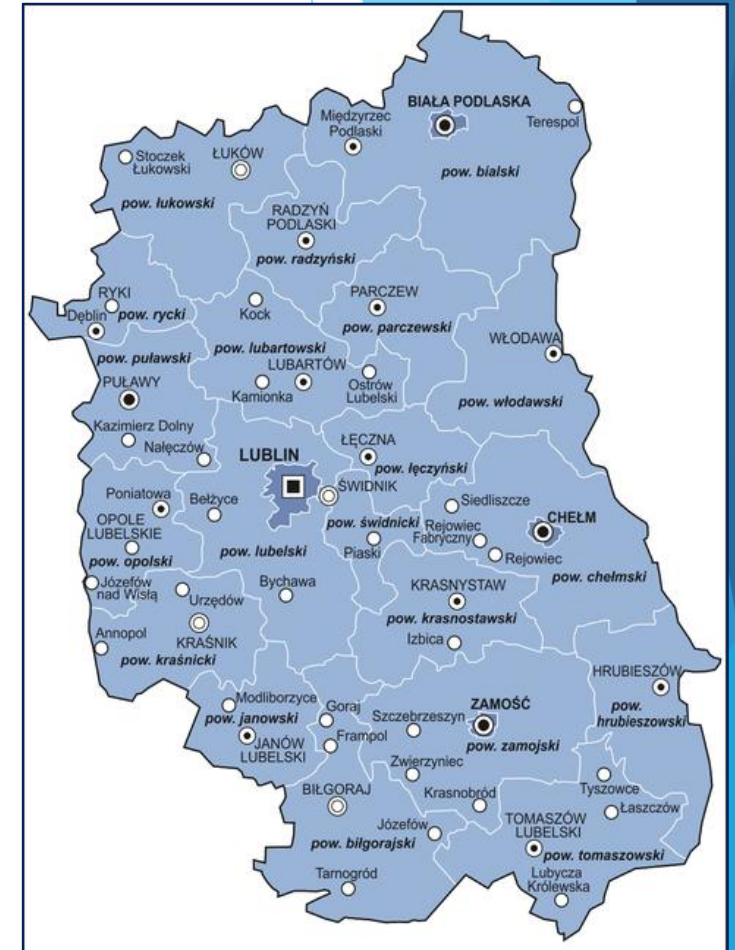 BIAŁA PODLASKA
Międzyrzec
Podlaski
Terespol
Stoczek
Łukowski
ŁUKÓW
pow. bialski
pow. łukowski
RADZYŃ
PODLASKI
pow. radzyński
RYKI
Dęblin
pow. rycki
Kock
PARCZEW
pow. parczewski
WŁODAWA
pow. puławski
pow. lubartowski
LUBARTÓW
PUŁAWY
Kamionka
Ostrów
Lubelski
pow. włodawski
Kazimierz Dolny
Nałęczów
ŁĘCZNA
LUBLIN
pow. łęczyński
ŚWIDNIK
Poniatowa
Bełżyce
Siedliszcze
CHEŁM
OPOLE
LUBELSKIE
pow. świdnicki
Rejowiec
Fabryczny
pow. opolski
pow. lubelski
Piaski
Rejowiec
pow. chełmski
Józefów
nad Wisłą
Urzędów
Bychawa
KRASNYSTAW
pow. krasnostawski
Annopol
KRAŚNIK
pow. kraśnicki
Izbica
HRUBIESZÓW
pow.
hrubieszowski
Modliborzyce
pow. janowski
Goraj
Szczebrzeszyn
ZAMOŚĆ
JANÓW
LUBELSKI
Frampol
pow. zamojski
Zwierzyniec
Tyszowce
BIŁGORAJ
Krasnobród
Łaszczów
Józefów
TOMASZÓW
LUBELSKI
pow. biłgorajski
pow. tomaszowski
Tarnogród
Lubycza
Królewska